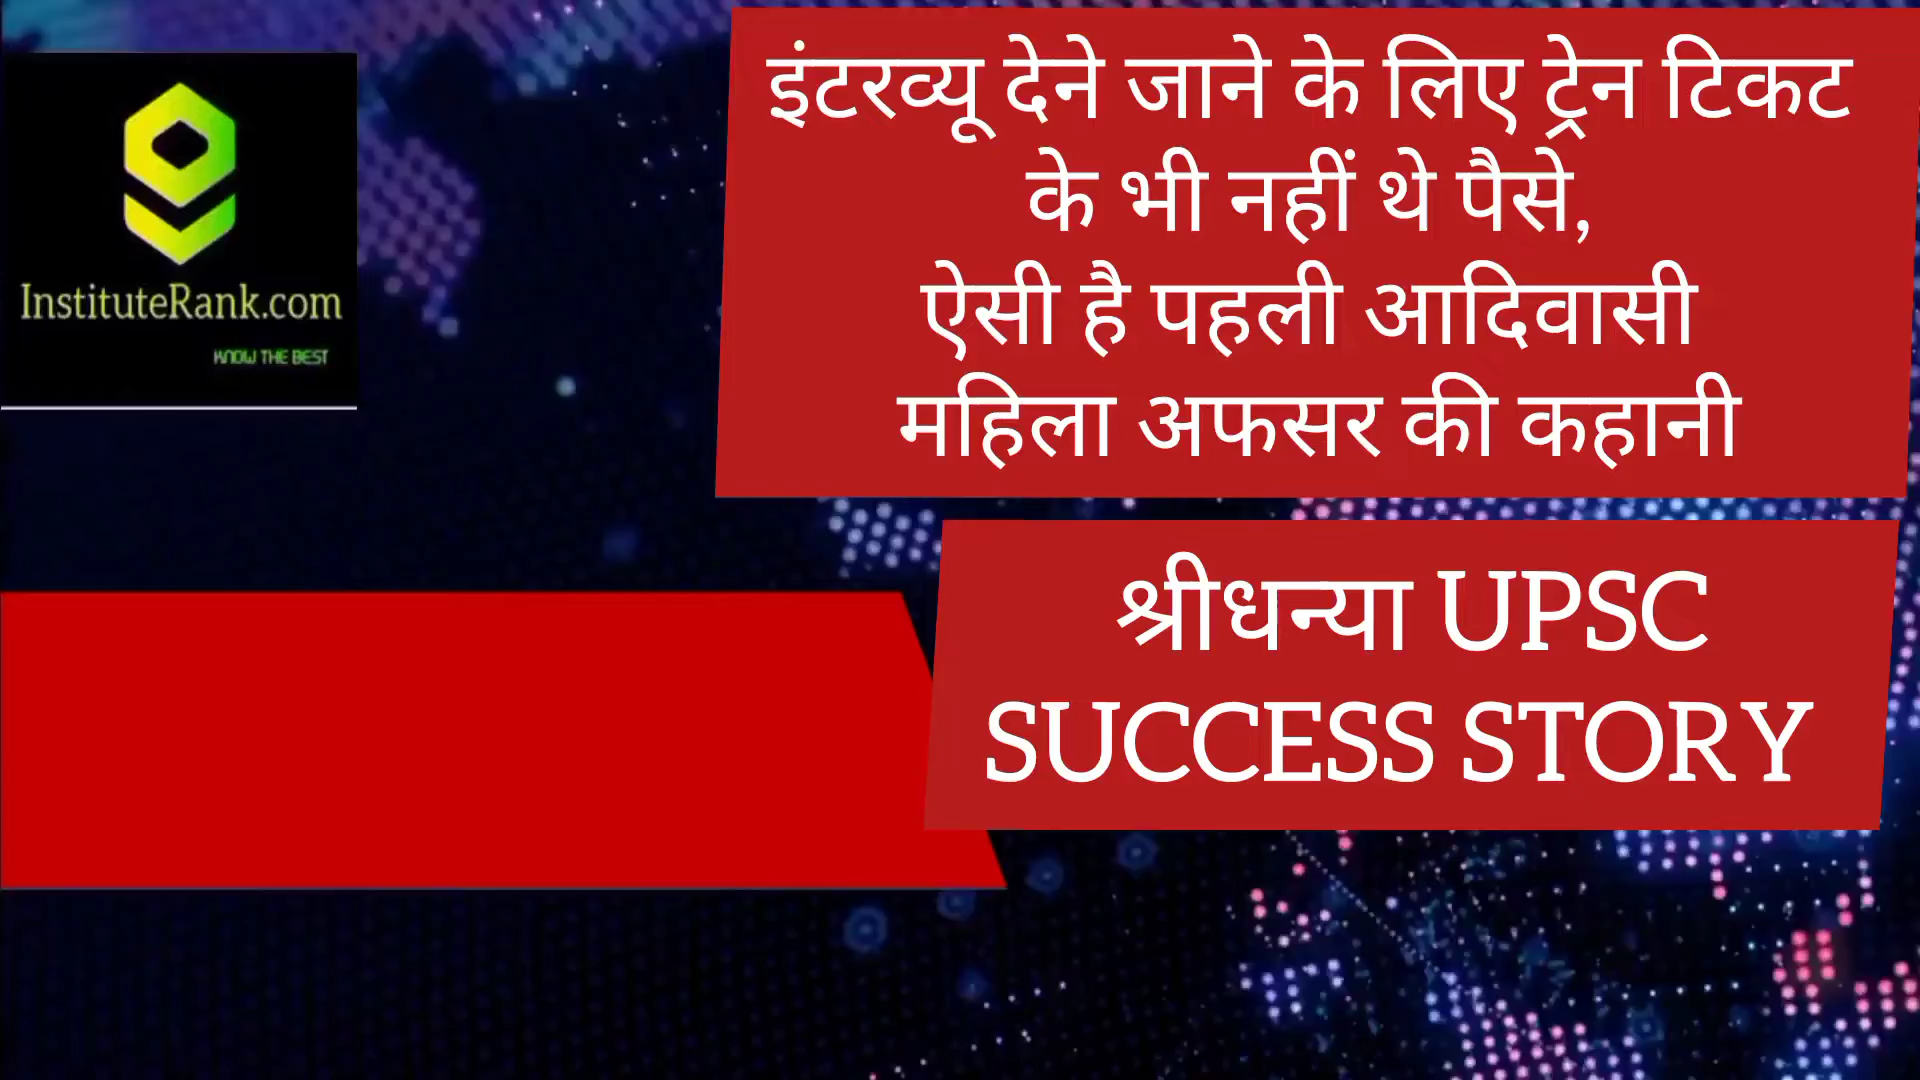 InstituteRank.com
KNOW THE BEST
इंटरव्यू देने जाने के लिए ट्रेन टिकट
के भी नहीं थे पैसे,
ऐसी है पहली आदिवासी
महिला अफसर की कहानी
श्रीधन्या UPSC
SUCCESS STORY